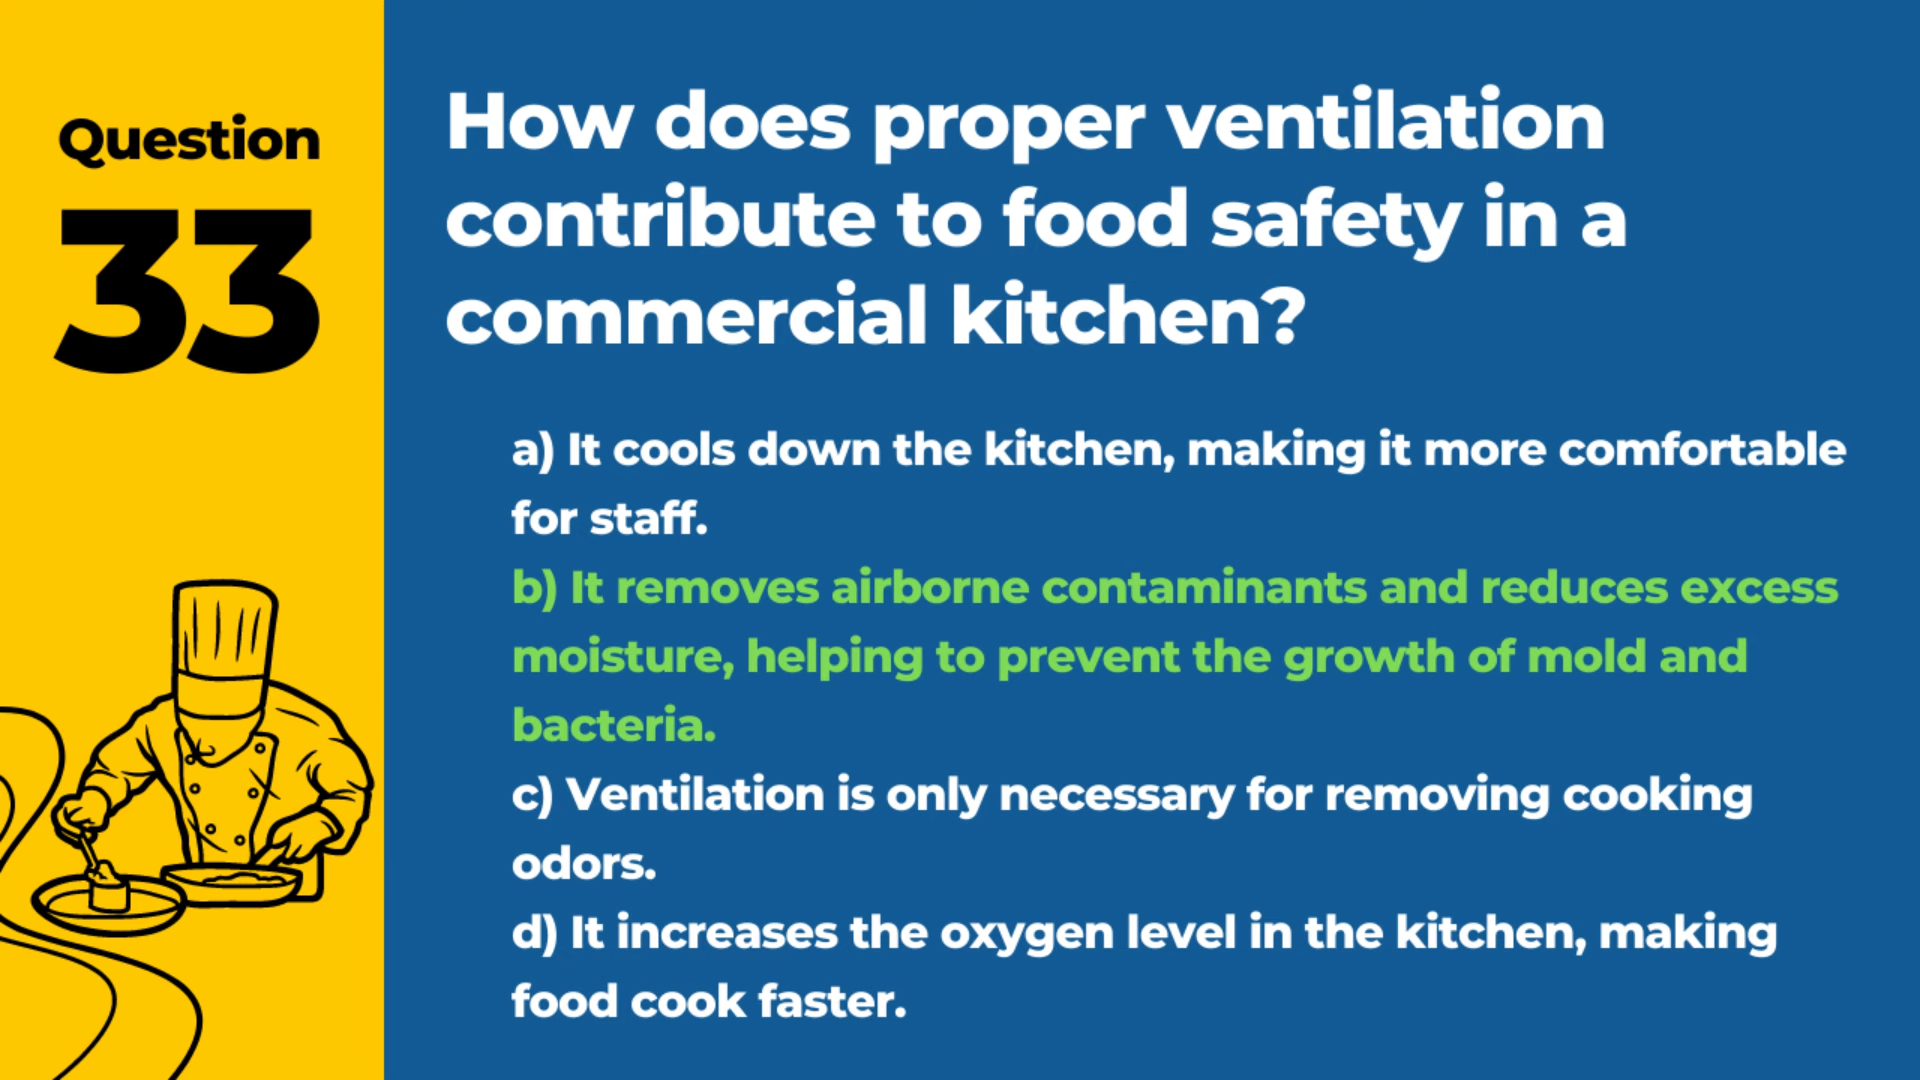 Question
33
How does proper ventilation
contribute to food safety in a
commercial kitchen?
a) It cools down the kitchen, making it more comfortable
for staff.
b) It removes airborne contaminants and reduces excess
moisture, helping to prevent the growth of mold and
bacteria.
c) Ventilation is only necessary for removing cooking
odors.
d) It increases the oxygen level in the kitchen, making
food cook faster.